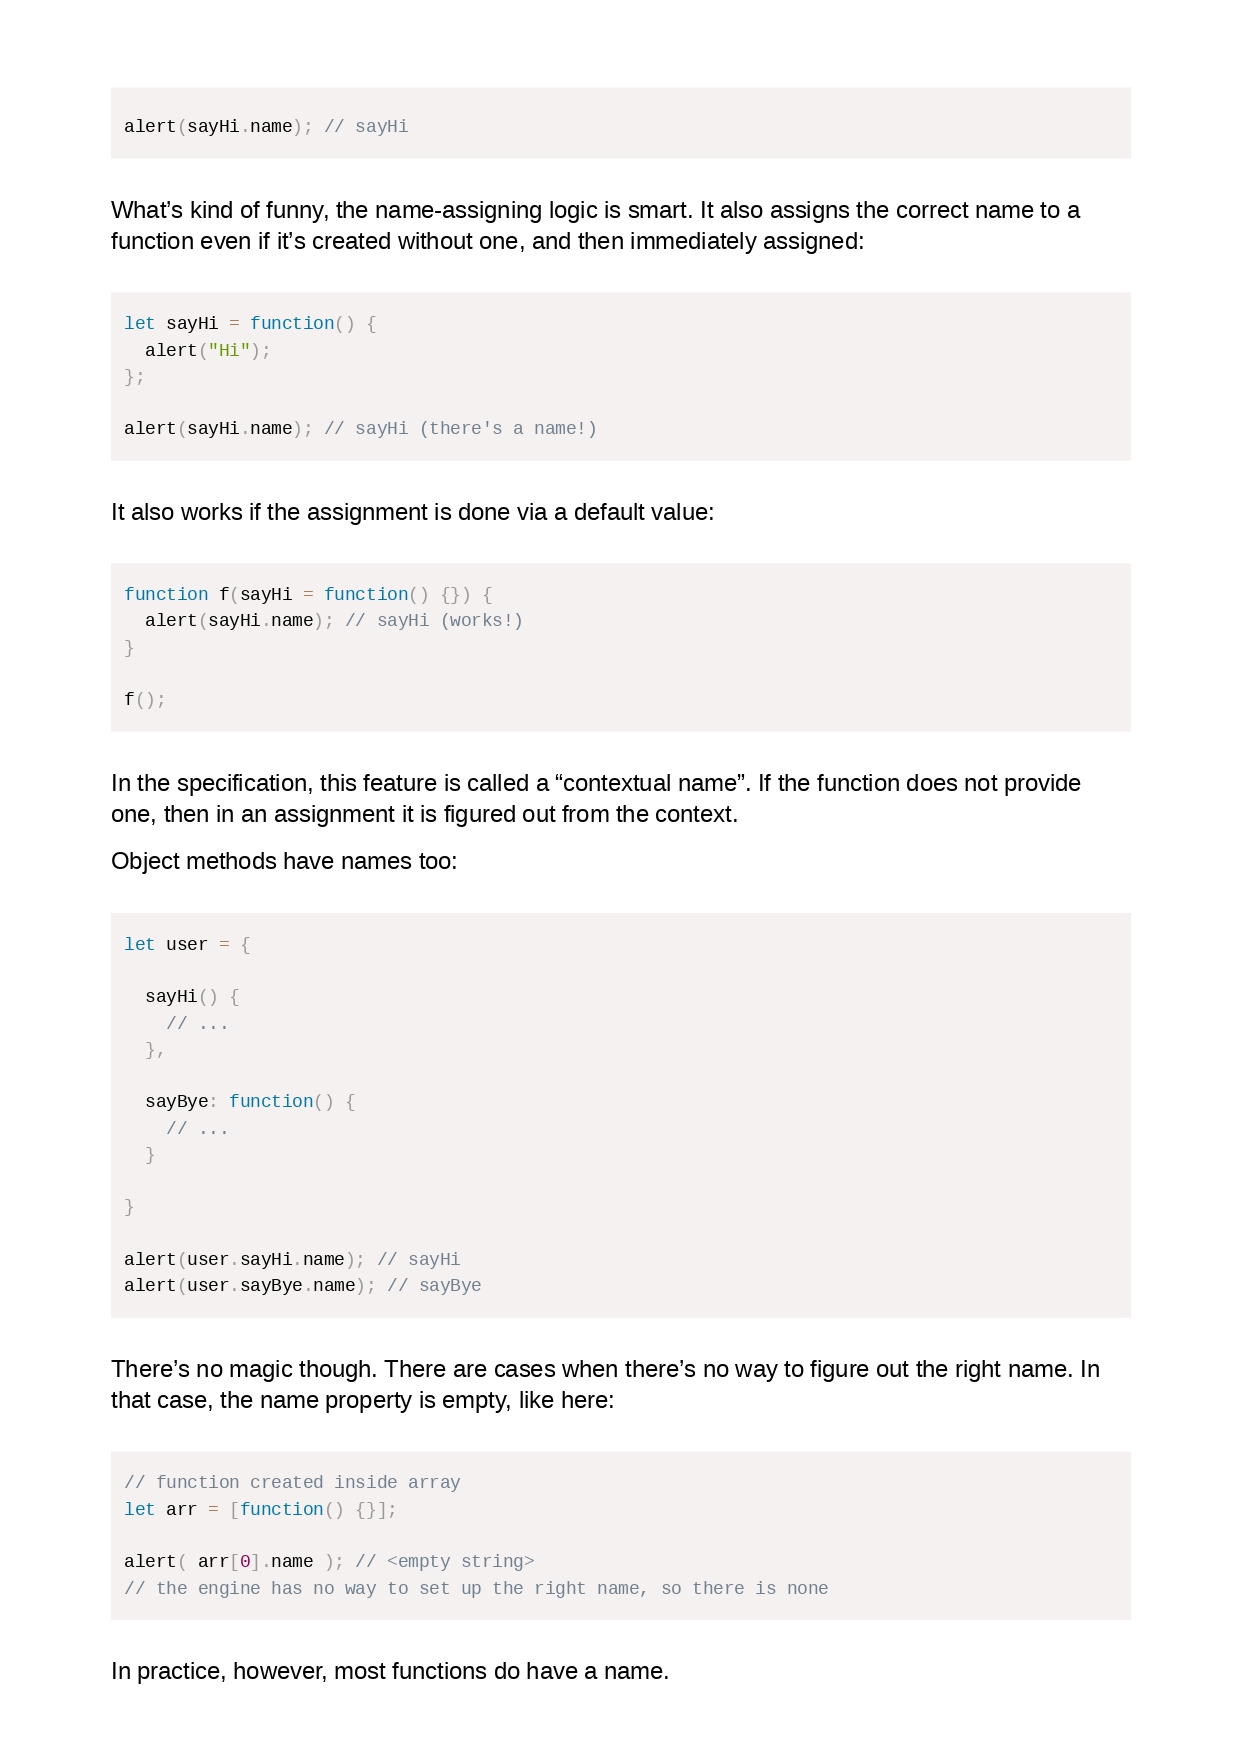 alert(sayHi.name); // sayHi
What’s kind of funny, the name-assigning logic is smart. It also assigns the correct name to a
function even if it’s created without one, and then immediately assigned:
let sayHi = function() {
  alert("Hi");
};
alert(sayHi.name); // sayHi (there's a name!)
It also works if the assignment is done via a default value:
function f(sayHi = function() {}) {
  alert(sayHi.name); // sayHi (works!)
}
f();
In the specification, this feature is called a “contextual name”. If the function does not provide
one, then in an assignment it is figured out from the context.
Object methods have names too:
let user = {
  sayHi() {
    // ...
  },
  sayBye: function() {
    // ...
  }
}
alert(user.sayHi.name); // sayHi
alert(user.sayBye.name); // sayBye
There’s no magic though. There are cases when there’s no way to figure out the right name. In
that case, the name property is empty, like here:
// function created inside array
let arr = [function() {}];
alert( arr[0].name ); // <empty string>
// the engine has no way to set up the right name, so there is none
In practice, however, most functions do have a name.